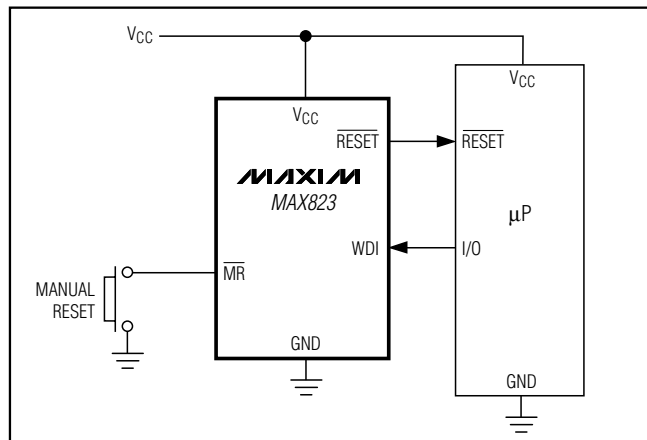 VCC
VCC
VCC
RESET
RESET
MAXIM
MAX823
µP
WDI
I/O
MANUAL
RESET
MR
GND
GND